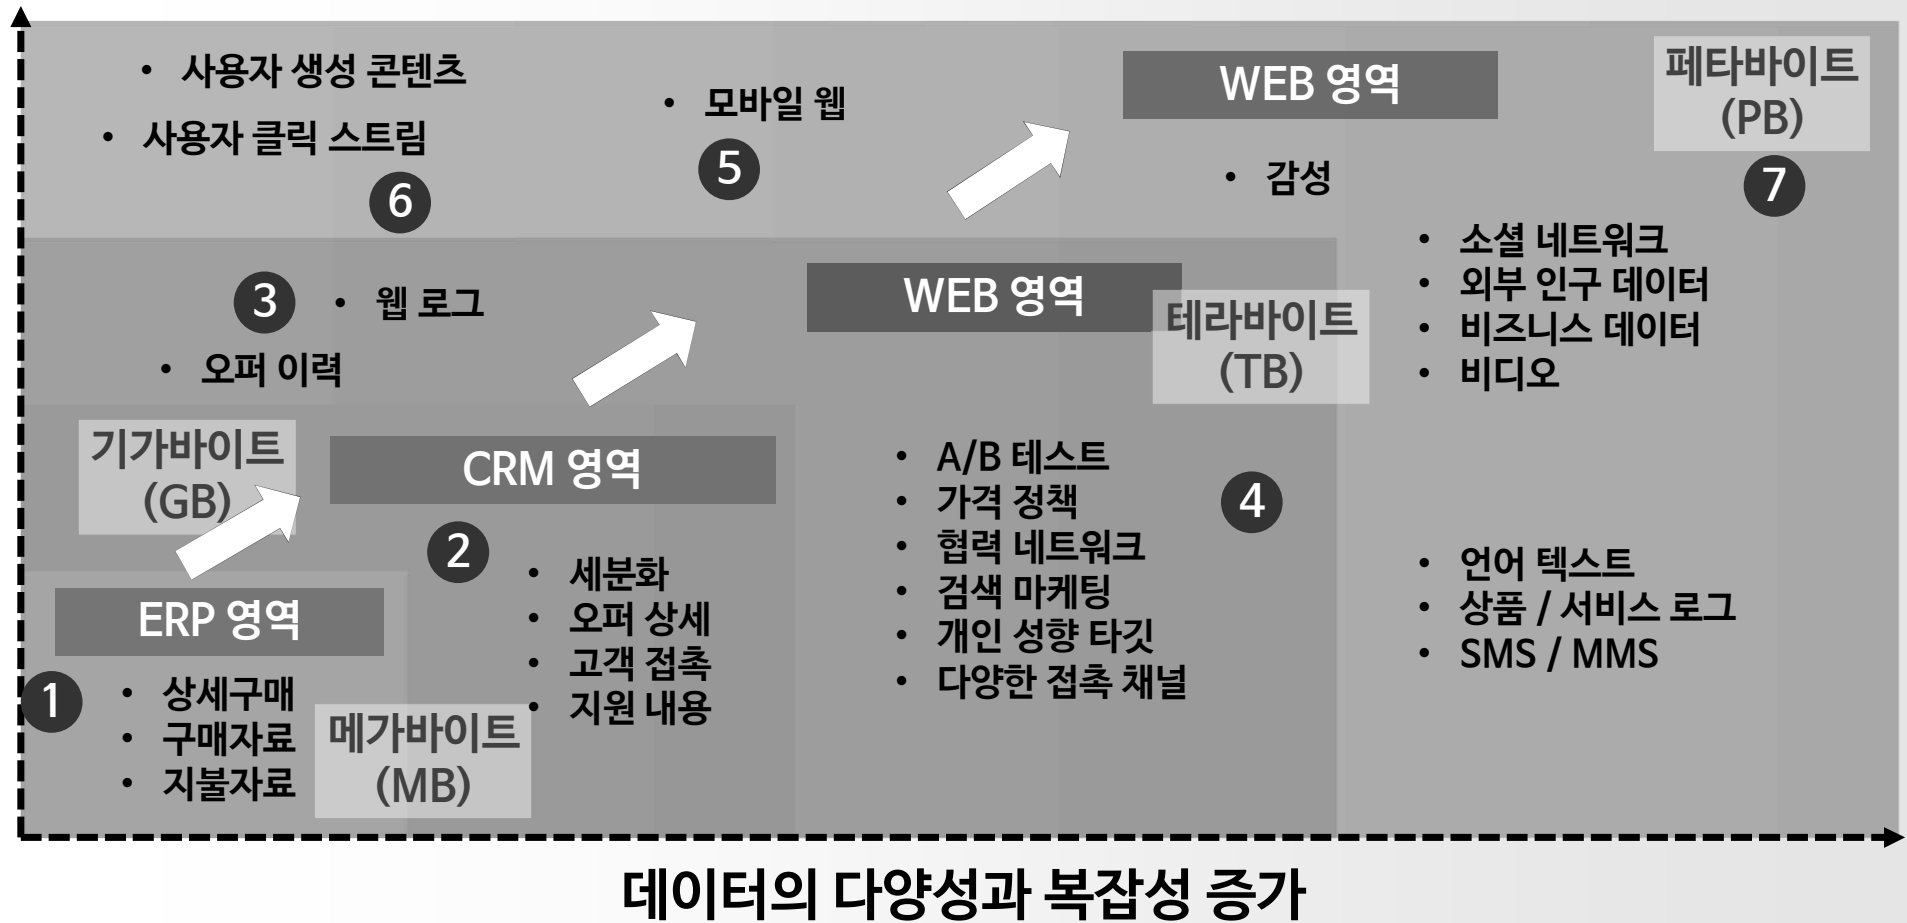 • 사용자 생성 콘텐츠
• 사용자 클릭 스트림
6
• 모바일 웹
5
WEB 영역
• 감성
페타바이트
(PB)
7
• 소셜 네트워크
• 외부 인구 데이터
• 비즈니스 데이터
• 비디오
3
• 웹 로그
• 오퍼 이력
WEB 영역
테라바이트
(TB)
기가바이트
(GB)
CRM 영역
2
• 세분화
• 오퍼 상세
• 고객 접촉
• 지원 내용
• A/B 테스트
• 가격 정책
• 협력 네트워크
• 검색 마케팅
• 개인 성향 타깃
• 다양한 접촉 채널
4
• 언어 텍스트
• 상품 / 서비스 로그
• SMS / MMS
ERP 영역
1
• 상세구매
• 구매자료
• 지불자료
메가바이트
(MB)
데이터의 다양성과 복잡성 증가